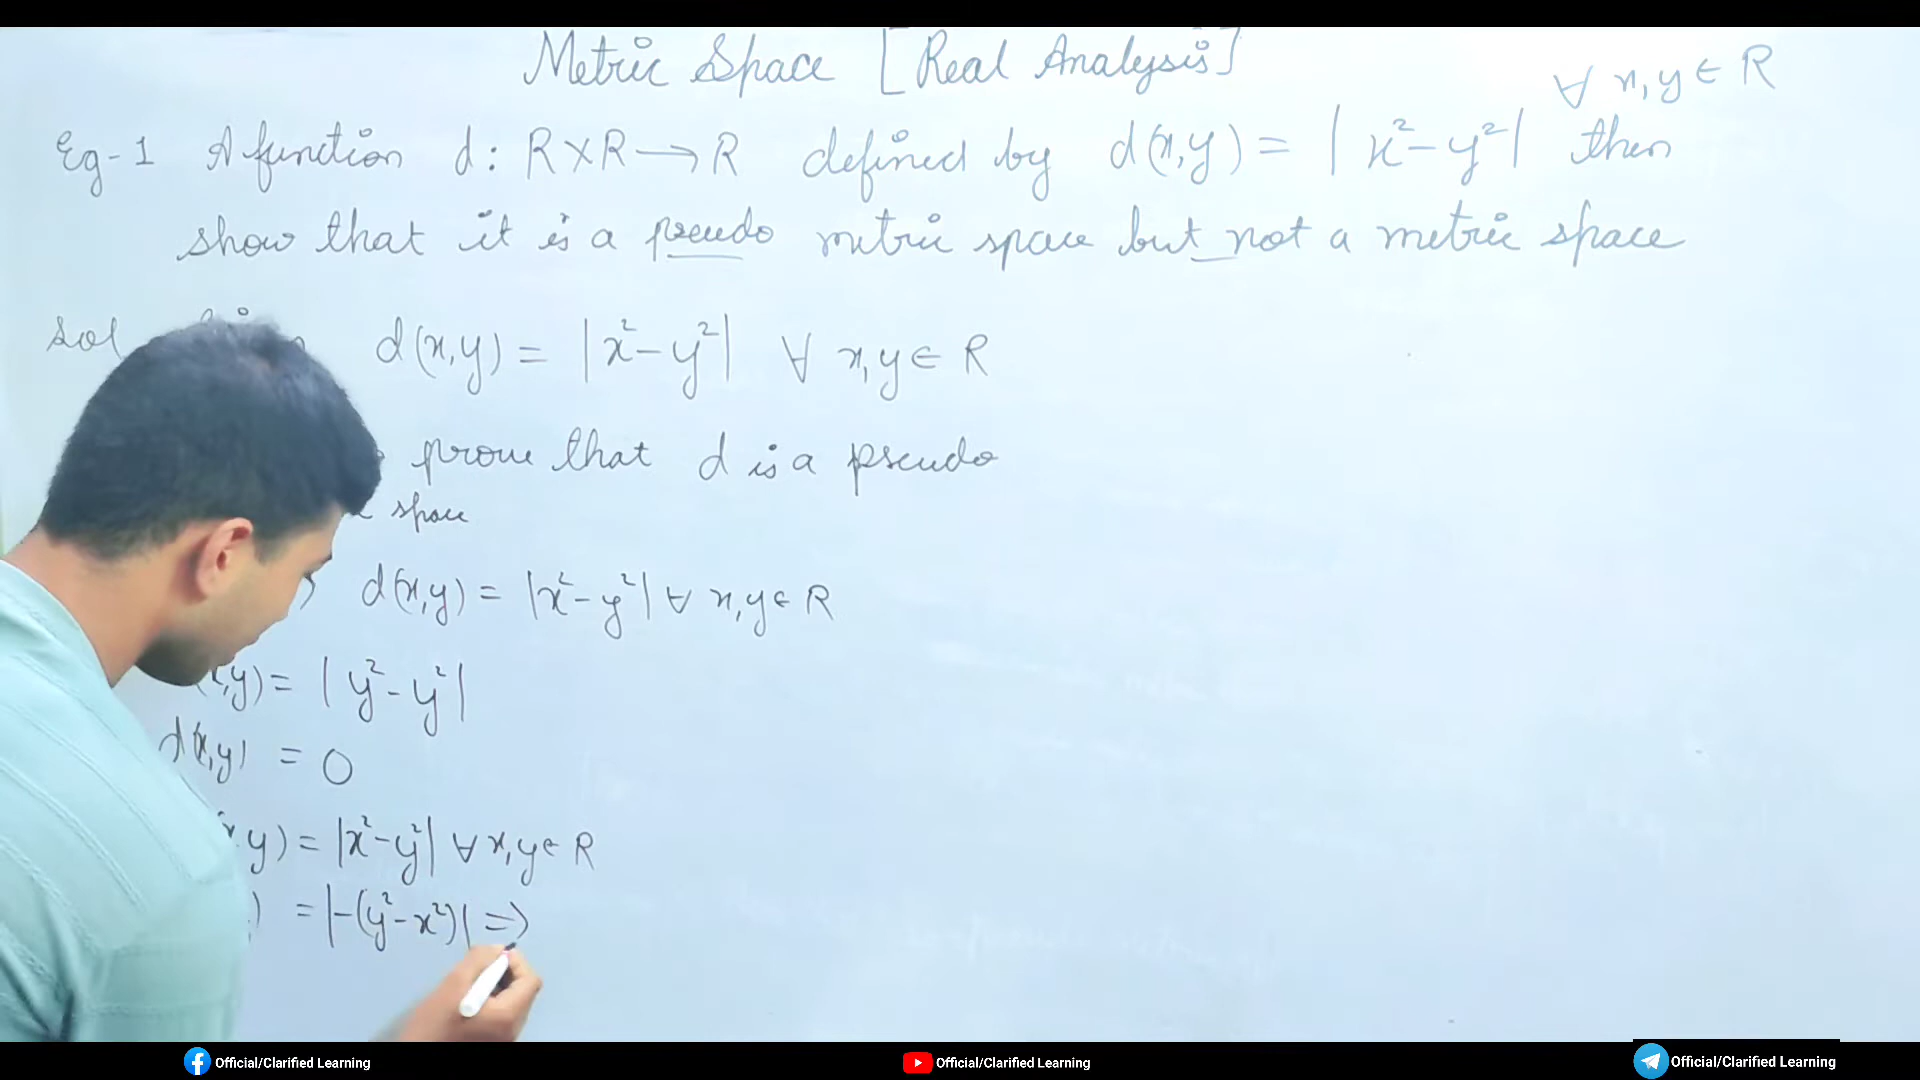 Metric Space [Real Analysis]
∀ x,y ∈ R
Eg-1 A function d: R×R→R defined by d(x,y) = |x²-y²| then
show that it is a pseudo metric space but not a metric space
Sol d(x,y) = |x²-y²| ∀ x,y ∈ R
prove that d is a pseudo
space
d(x,y) = |x²-y²| ∀ x,y ∈ R
(x,y) = |y²-y²|
d(x,y) = 0
y) = |x²-y²| ∀ x,y ∈ R
) = |-(y²-x²)| =>
Official/Clarified Learning
Official/Clarified Learning
Official/Clarified Learning